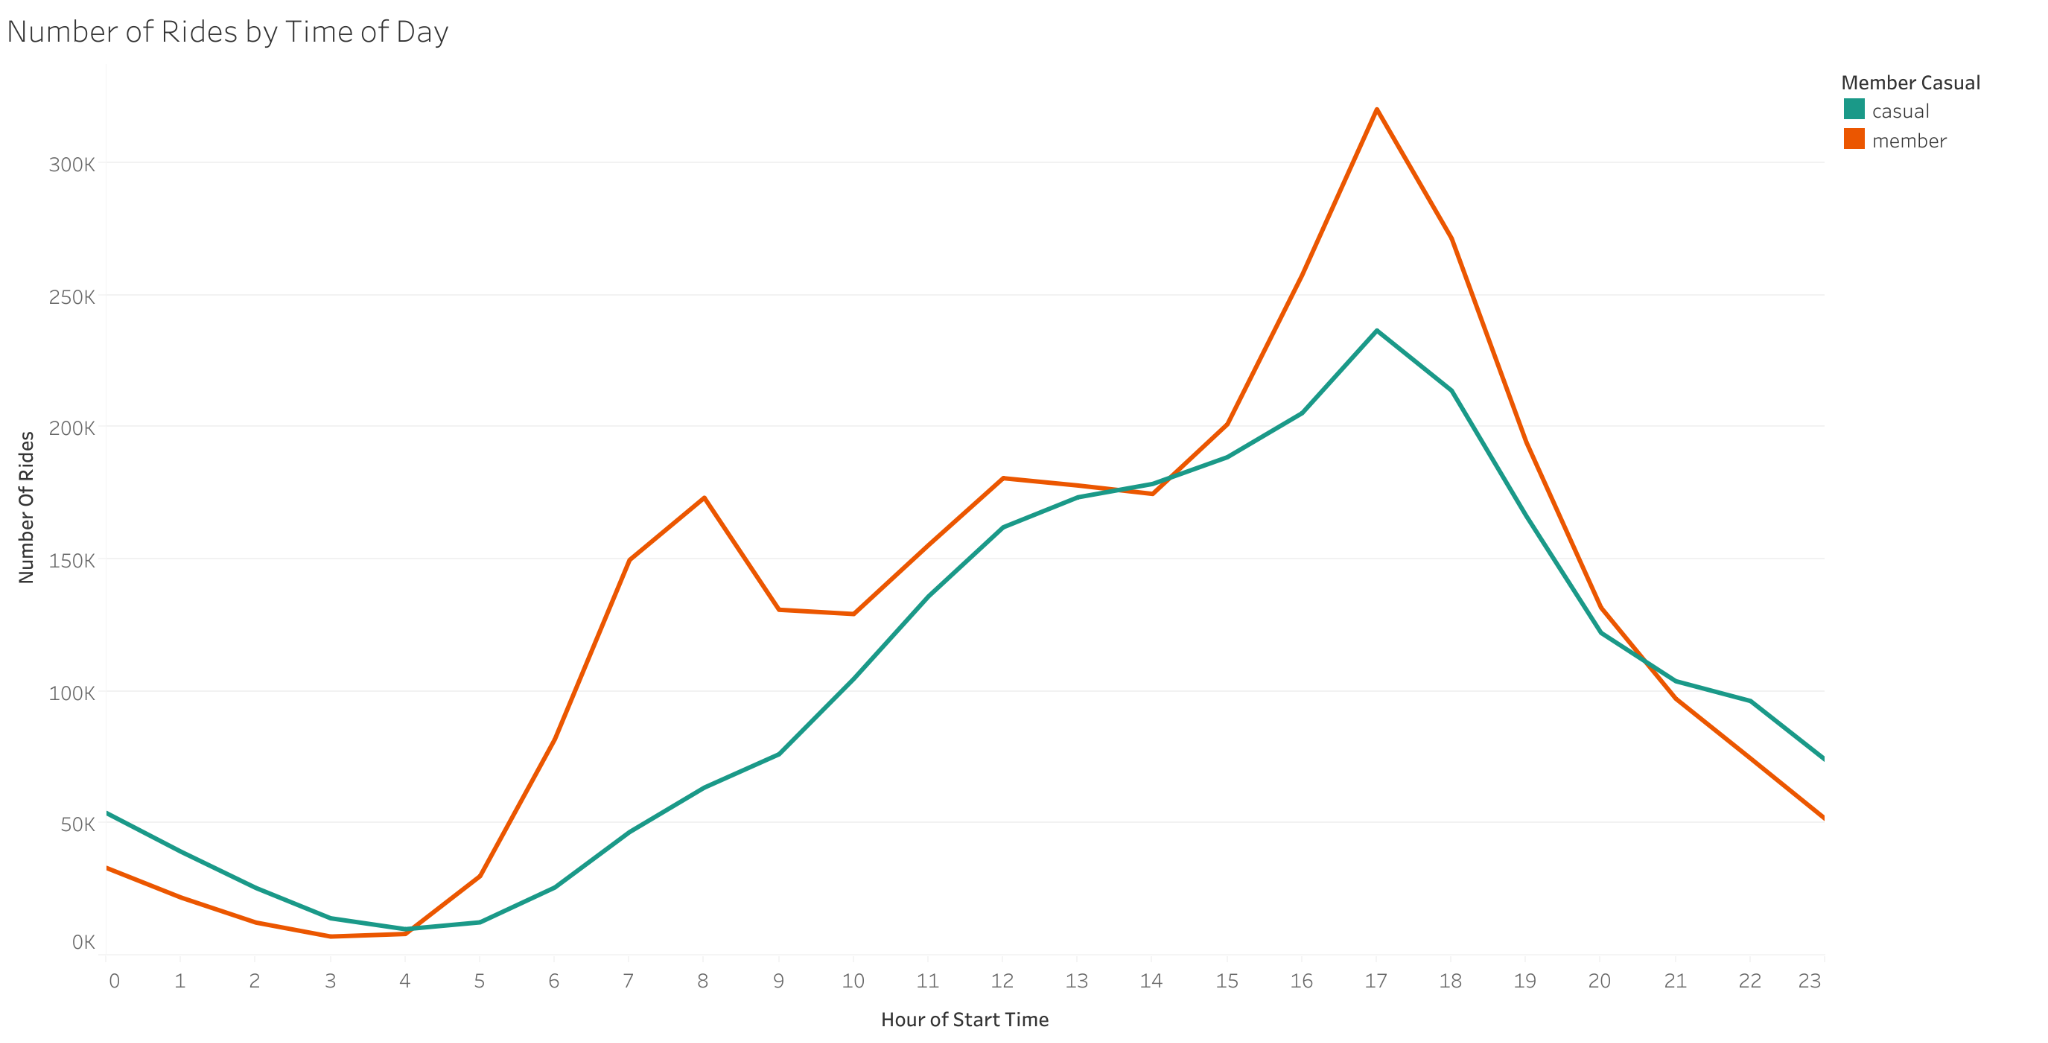 Number of Rides by Time of Day
Member Casual
casual
member
300K
250K
200K
150K
100K
50K
0K
Number Of Rides
0 1 2 3 4 5 6 7 8 9 10 11 12 13 14 15 16 17 18 19 20 21 22 23
Hour of Start Time